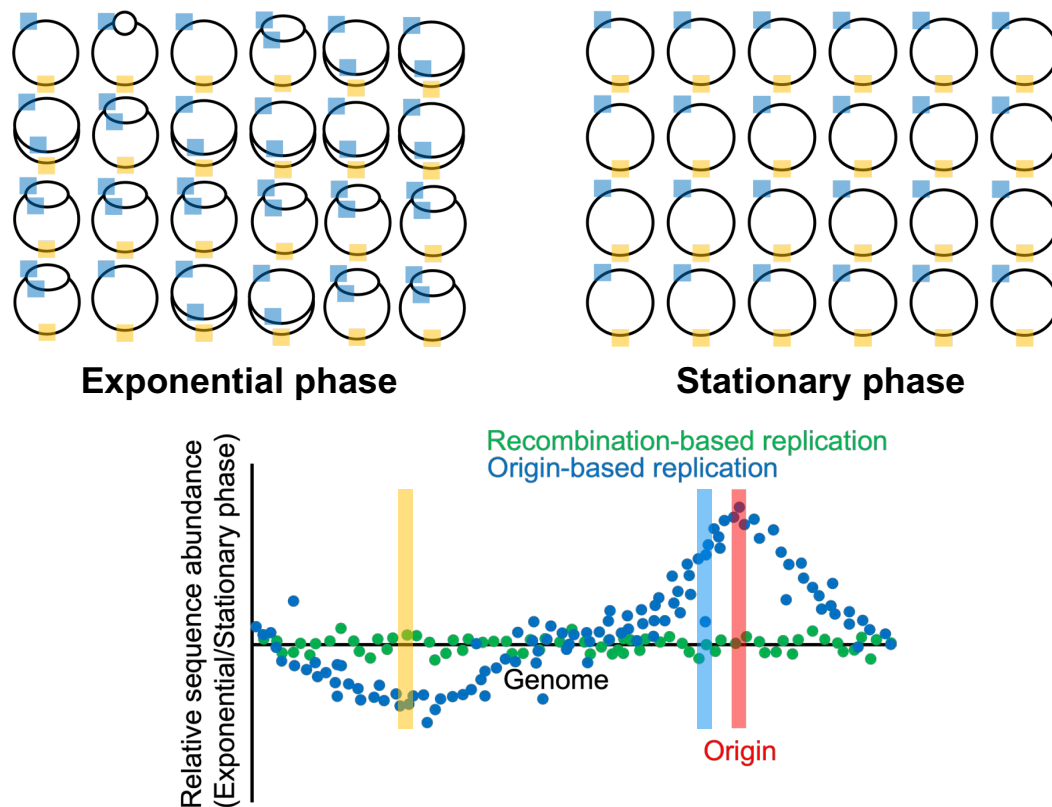 Exponential phase
Stationary phase
Recombination-based replication
Origin-based replication
Relative sequence abundance
(Exponential/Stationary phase)
Genome
Origin